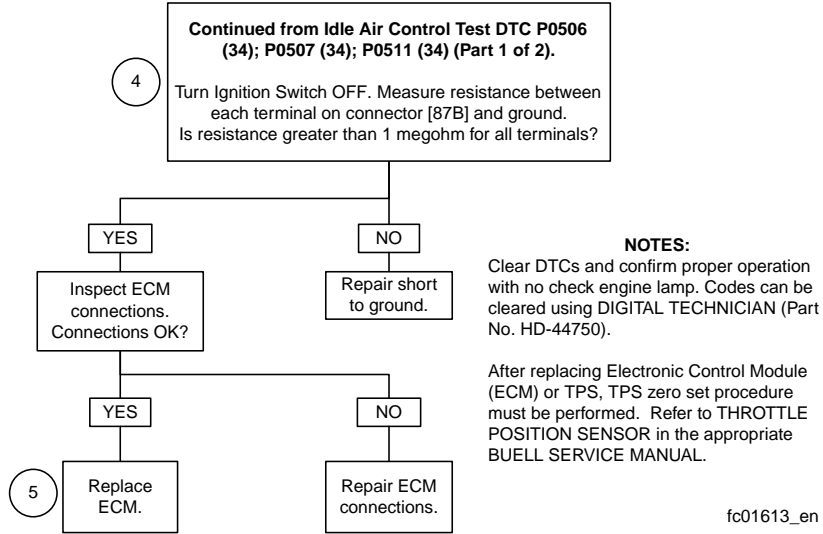 Continued from Idle Air Control Test DTC P0506
(34); P0507 (34); P0511 (34) (Part 1 of 2).
4
Turn Ignition Switch OFF. Measure resistance between
each terminal on connector [87B] and ground.
Is resistance greater than 1 megohm for all terminals?
YES
NO
Inspect ECM
connections.
Connections OK?
Repair short
to ground.
YES
NO
5
Replace
ECM.
Repair ECM
connections.
NOTES:
Clear DTCs and confirm proper operation
with no check engine lamp. Codes can be
cleared using DIGITAL TECHNICIAN (Part
No. HD-44750).
After replacing Electronic Control Module
(ECM) or TPS, TPS zero set procedure
must be performed. Refer to THROTTLE
POSITION SENSOR in the appropriate
BUELL SERVICE MANUAL.
fc01613_en